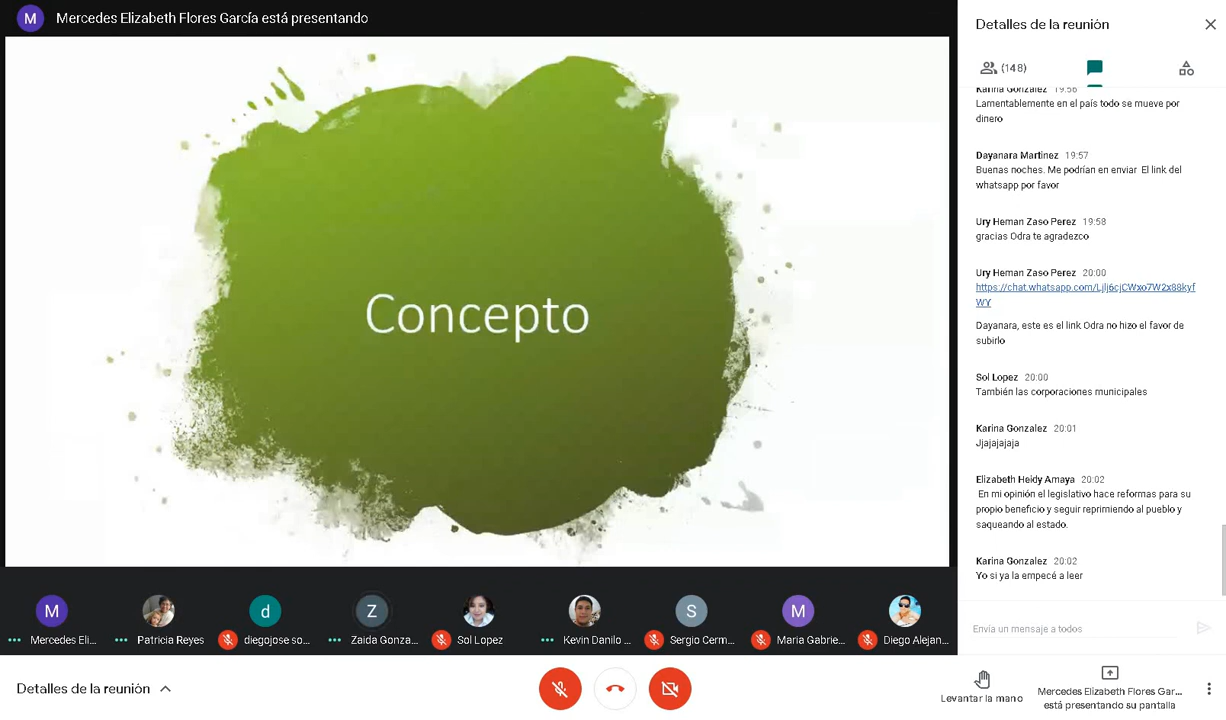 M Mercedes Elizabeth Flores García está presentando
Concepto
M
d
Z
S
M
Mercedes Eli...
Patricia Reyes
diegojose so...
Zaida Gonza...
Sol Lopez
Kevin Danilo ...
Sergio Cerm...
Maria Gabrie...
Diego Alejan...
Detalles de la reunión
Detalles de la reunión
(148)
Karina Gonzalez 19:56
Lamentablemente en el país todo se mueve por
dinero
Dayanara Martinez 19:57
Buenas noches. Me podrían en enviar El link del
whatsapp por favor
Ury Heman Zaso Perez 19:58
gracias Odra te agradezco
Ury Heman Zaso Perez 20:00
https://chat.whatsapp.com/Ljlj6cjCWxo7W2x88kyf
WY
Dayanara, este es el link Odra no hizo el favor de
subirlo
Sol Lopez 20:00
También las corporaciones municipales
Karina Gonzalez 20:01
Jjajajajaja
Elizabeth Heidy Amaya 20:02
En mi opinión el legislativo hace reformas para su
propio beneficio y seguir reprimiendo al pueblo y
saqueando al estado.
Karina Gonzalez 20:02
Yo si ya la empecé a leer
Envía un mensaje a todos
Levantar la mano
Mercedes Elizabeth Flores Gar...
está presentando su pantalla